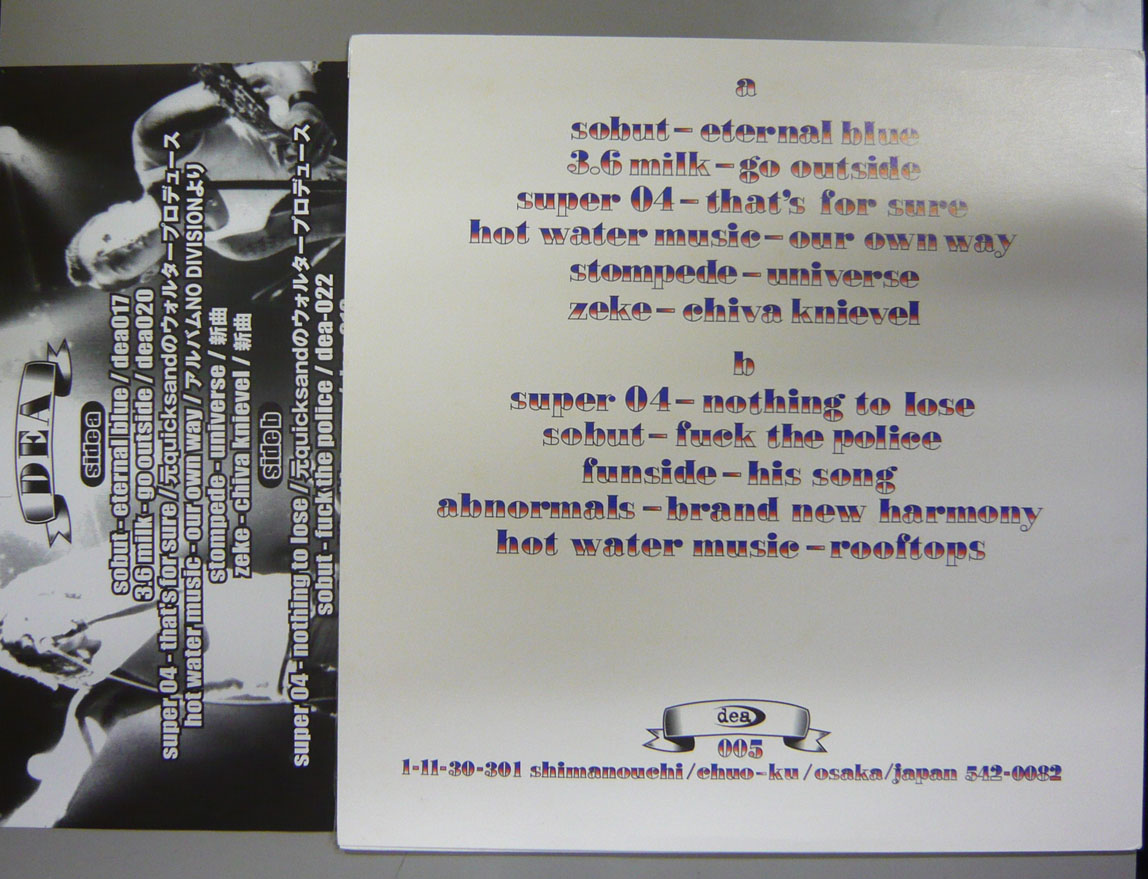 a
sobut - eternal blue
3.6 milk - go outside
super 04 - that's for sure
hot water music - our own way
stompede - universe
zeke - chiva knievel
b
super 04 - nothing to lose
sobut - fuck the police
funside - his song
abnormals - brand new harmony
hot water music - rooftops
dea
005
1-11-30-301 shimanouchi/chuo-ku/osaka/japan 542-0082
DEA
side a
sobut - eternal blue / dea017
3.6 milk - go outside / dea020
super 04 - that's for sure / 元quicksandのウォルタープロデュース
hot water music - our own way / アルバムNO DIVISIONより
stompede - universe / 新曲
zeke - chiva knievel / 新曲
side b
super 04 - nothing to lose / 元quicksandのウォルタープロデュース
sobut - fuck the police / dea-022